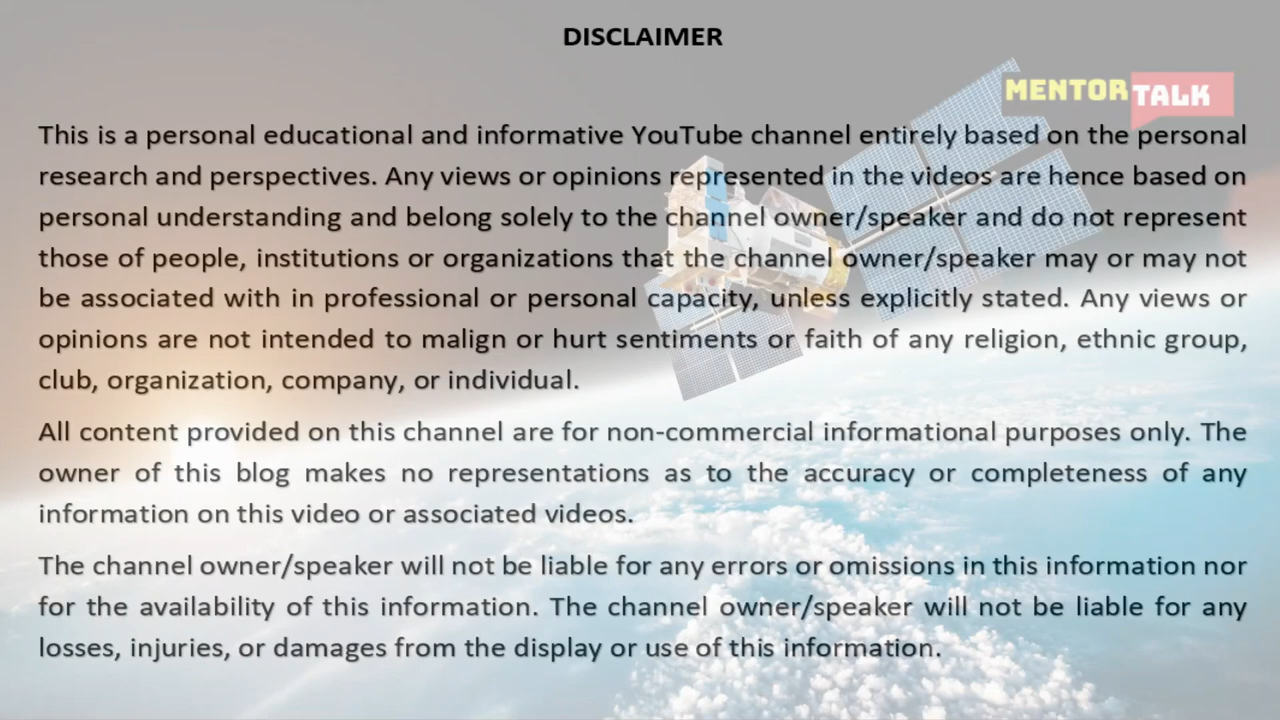 DISCLAIMER
MENTOR TALK
This is a personal educational and informative YouTube channel entirely based on the personal
research and perspectives. Any views or opinions represented in the videos are hence based on
personal understanding and belong solely to the channel owner/speaker and do not represent
those of people, institutions or organizations that the channel owner/speaker may or may not
be associated with in professional or personal capacity, unless explicitly stated. Any views or
opinions are not intended to malign or hurt sentiments or faith of any religion, ethnic group,
club, organization, company, or individual.
All content provided on this channel are for non-commercial informational purposes only. The
owner of this blog makes no representations as to the accuracy or completeness of any
information on this video or associated videos.
The channel owner/speaker will not be liable for any errors or omissions in this information nor
for the availability of this information. The channel owner/speaker will not be liable for any
losses, injuries, or damages from the display or use of this information.